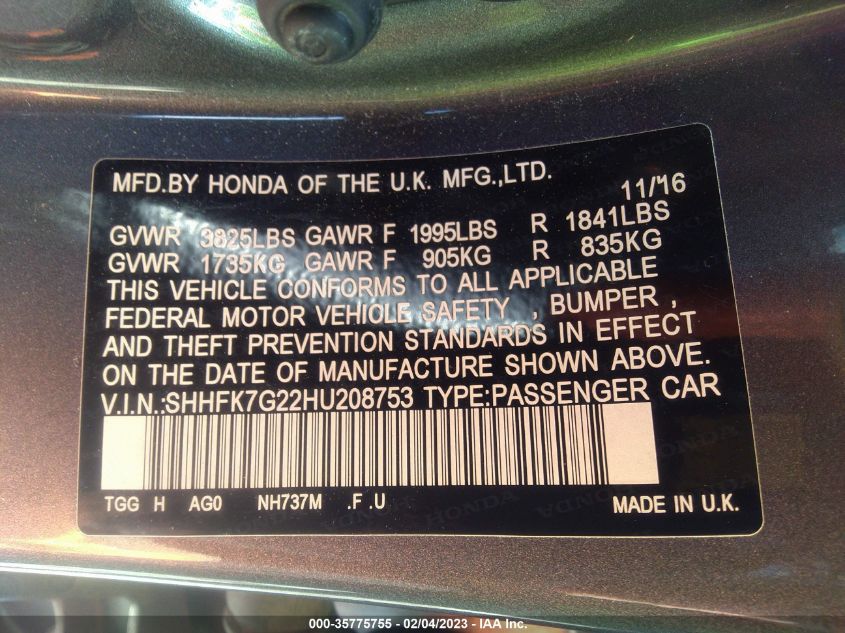 MFD.BY HONDA OF THE U.K. MFG.,LTD. 11/16
GVWR 3825LBS GAWR F 1995LBS R 1841LBS
GVWR 1735KG GAWR F 905KG R 835KG
THIS VEHICLE CONFORMS TO ALL APPLICABLE
FEDERAL MOTOR VEHICLE SAFETY , BUMPER ,
AND THEFT PREVENTION STANDARDS IN EFFECT
ON THE DATE OF MANUFACTURE SHOWN ABOVE.
V.I.N.:SHHFK7G22HU208753 TYPE:PASSENGER CAR
TGG H AG0 NH737M .F .U MADE IN U.K.
000-35775755 - 02/04/2023 - IAA Inc.